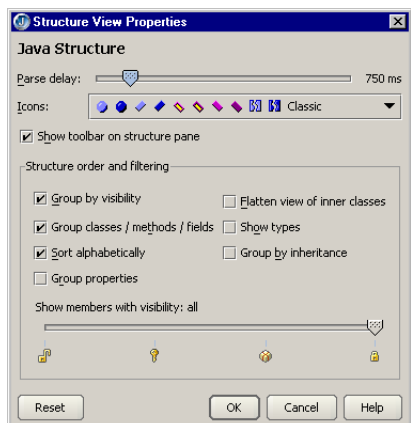 Structure View Properties
Java Structure
Parse delay: 750 ms
Icons: Classic
Show toolbar on structure pane
Structure order and filtering
Group by visibility Flatten view of inner classes
Group classes / methods / fields Show types
Sort alphabetically Group by inheritance
Group properties
Show members with visibility: all
Reset OK Cancel Help